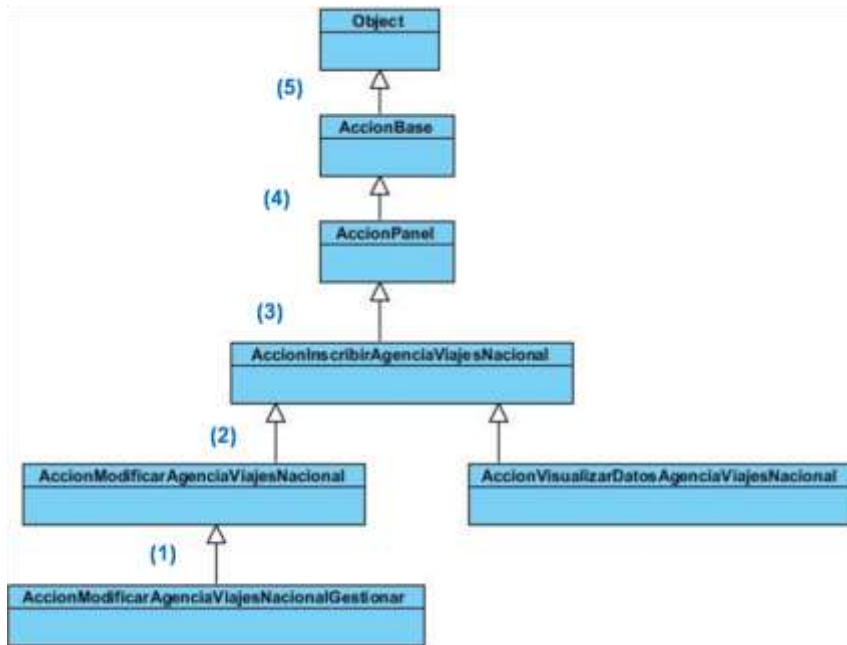 Object
(5)
AccionBase
(4)
AccionPanel
(3)
AccionInscribirAgenciaViajesNacional
(2)
AccionModificarAgenciaViajesNacional
AccionVisualizarDatosAgenciaViajesNacional
(1)
AccionModificarAgenciaViajesNacionalGestionar